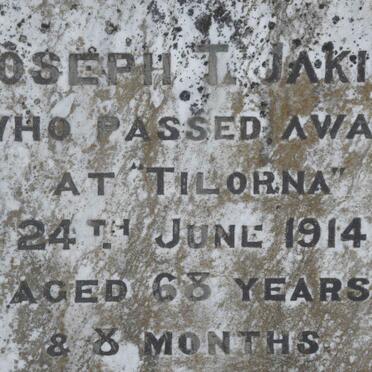 OSEPH T. JAKI
WHO PASSED AWA
AT "TILORNA"
24TH JUNE 1914
AGED 68 YEARS
& 8 MONTHS